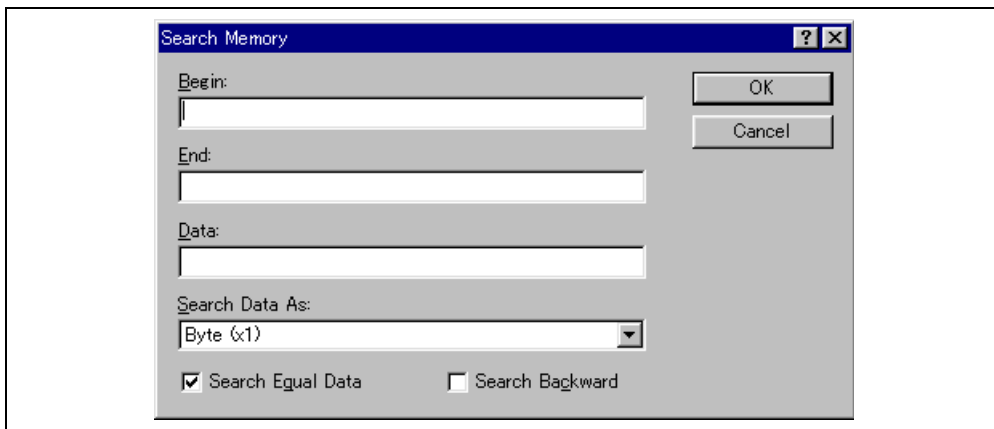 Search Memory
? X
Begin:
OK
Cancel
End:
Data:
Search Data As:
Byte (x1)
Search Equal Data
Search Backward